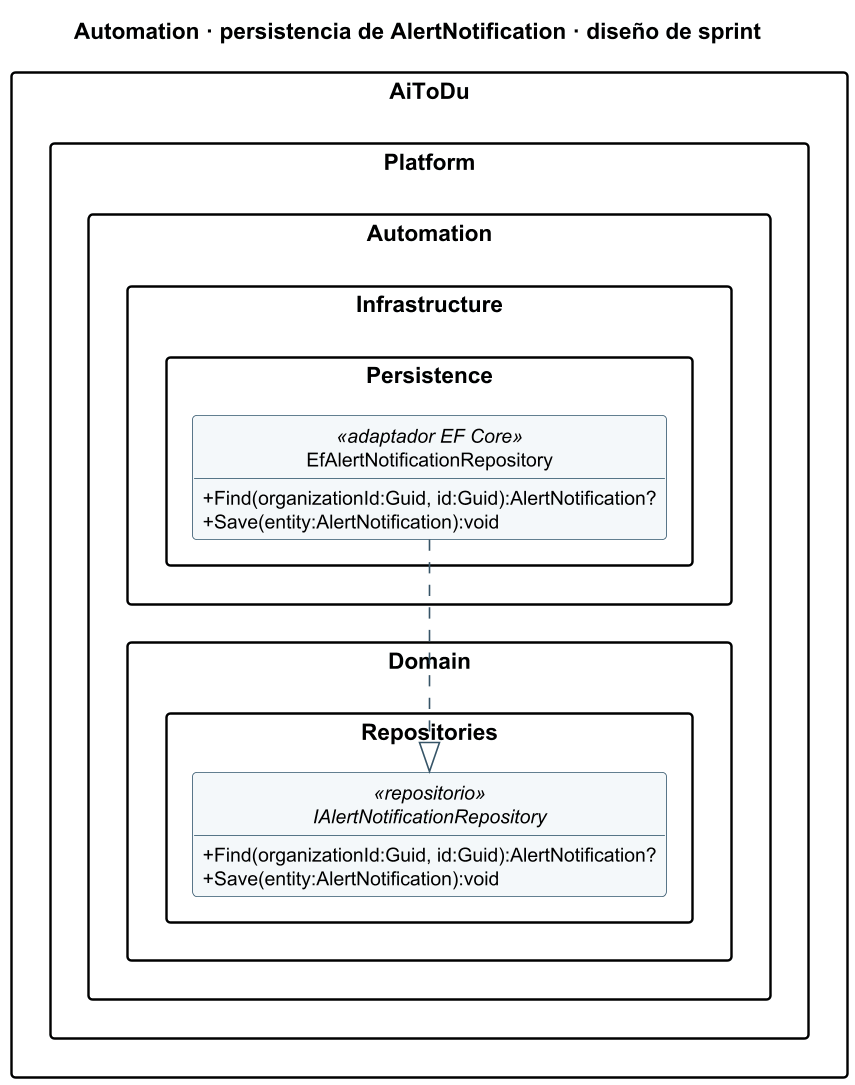 Automation · persistencia de AlertNotification · diseño de sprint
AiToDu
Platform
Automation
Infrastructure
Persistence
«adaptador EF Core»
EfAlertNotificationRepository
+Find(organizationId:Guid, id:Guid):AlertNotification?
+Save(entity:AlertNotification):void
Domain
Repositories
«repositorio»
IAlertNotificationRepository
+Find(organizationId:Guid, id:Guid):AlertNotification?
+Save(entity:AlertNotification):void